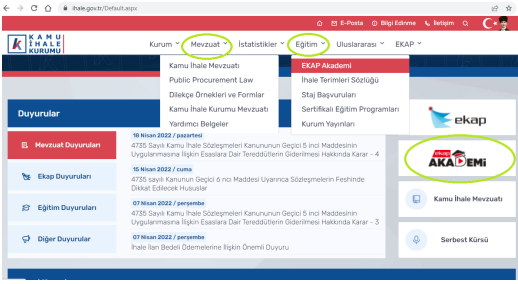 ihale.gov.tr/Default.aspx
E-Posta Bilgi Edinme İletişim
KAMU
İHALE
KURUMU
Kurum Mevzuat İstatistikler Eğitim Uluslararası EKAP
Kamu İhale Mevzuatı
Public Procurement Law
Dilekçe Örnekleri ve Formlar
Kamu İhale Kurumu Mevzuatı
Yardımcı Belgeler
EKAP Akademi
İhale Terimleri Sözlüğü
Staj Başvuruları
Sertifikalı Eğitim Programları
Kurum Yayınları
Duyurular
Mevzuat Duyuruları
Ekap Duyuruları
Eğitim Duyuruları
Diğer Duyurular
18 Nisan 2022 / pazartesi
4735 Sayılı Kamu İhale Sözleşmeleri Kanununun Geçici 5 inci Maddesinin
Uygulanmasına İlişkin Esaslara Dair Tereddütlerin Giderilmesi Hakkında Karar - 4
15 Nisan 2022 / cuma
4735 sayılı Kanunun Geçici 6 ncı Maddesi Uyarınca Sözleşmelerin Feshinde
Dikkat Edilecek Hususlar
07 Nisan 2022 / perşembe
4735 Sayılı Kamu İhale Sözleşmeleri Kanununun Geçici 5 inci Maddesinin
Uygulanmasına İlişkin Esaslara Dair Tereddütlerin Giderilmesi Hakkında Karar - 3
07 Nisan 2022 / perşembe
İhale İlan Bedeli Ödemelerine İlişkin Önemli Duyuru
ekap
ekap
AKADEMi
Kamu İhale Mevzuatı
Serbest Kürsü